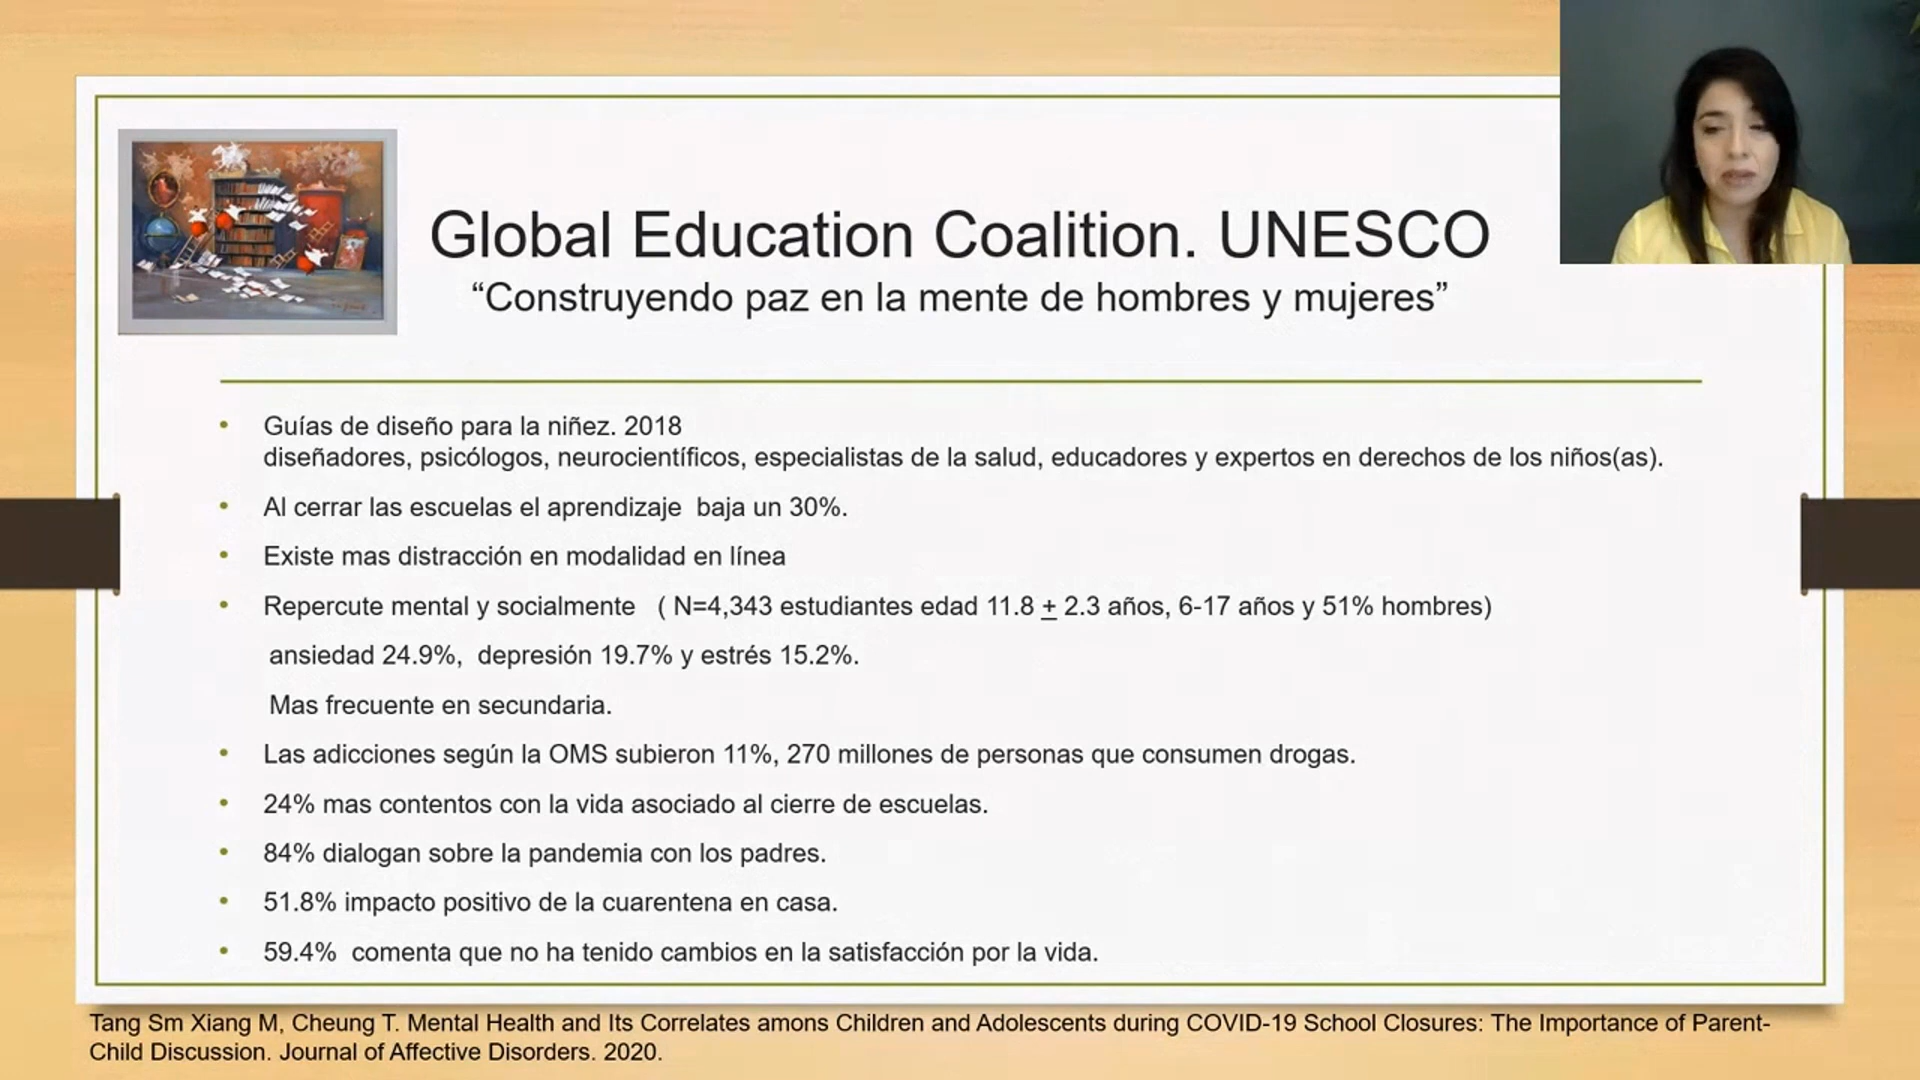 Global Education Coalition. UNESCO
“Construyendo paz en la mente de hombres y mujeres”
• Guías de diseño para la niñez. 2018
diseñadores, psicólogos, neurocientíficos, especialistas de la salud, educadores y expertos en derechos de los niños(as).
• Al cerrar las escuelas el aprendizaje baja un 30%.
• Existe mas distracción en modalidad en línea
• Repercute mental y socialmente ( N=4,343 estudiantes edad 11.8 + 2.3 años, 6-17 años y 51% hombres)
ansiedad 24.9%, depresión 19.7% y estrés 15.2%.
Mas frecuente en secundaria.
• Las adicciones según la OMS subieron 11%, 270 millones de personas que consumen drogas.
• 24% mas contentos con la vida asociado al cierre de escuelas.
• 84% dialogan sobre la pandemia con los padres.
• 51.8% impacto positivo de la cuarentena en casa.
• 59.4% comenta que no ha tenido cambios en la satisfacción por la vida.
Tang Sm Xiang M, Cheung T. Mental Health and Its Correlates amons Children and Adolescents during COVID-19 School Closures: The Importance of Parent-
Child Discussion. Journal of Affective Disorders. 2020.